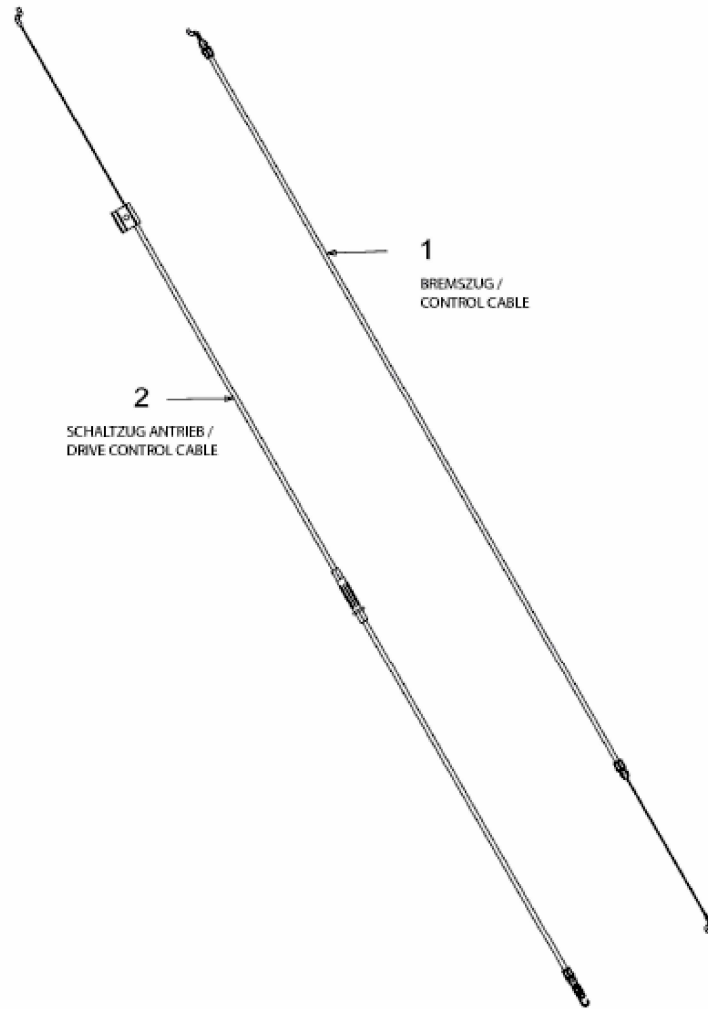 1
BREMSZUG /
CONTROL CABLE
2
SCHALTZUG ANTRIEB /
DRIVE CONTROL CABLE